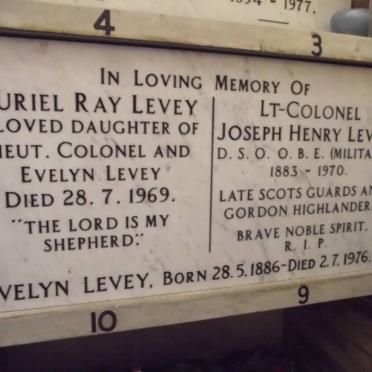 - 1977.
4 3
IN LOVING MEMORY OF
URIEL RAY LEVEY
LOVED DAUGHTER OF
IEUT. COLONEL AND
EVELYN LEVEY
DIED 28. 7. 1969.
"THE LORD IS MY
SHEPHERD."
LT-COLONEL
JOSEPH HENRY LEV
D. S. O. O. B. E. (MILITA
1883 - 1970.
LATE SCOTS GUARDS AN
GORDON HIGHLANDER
BRAVE NOBLE SPIRIT.
R. I. P.
VELYN LEVEY, BORN 28.5.1886-DIED 2.7.1976.
10 9